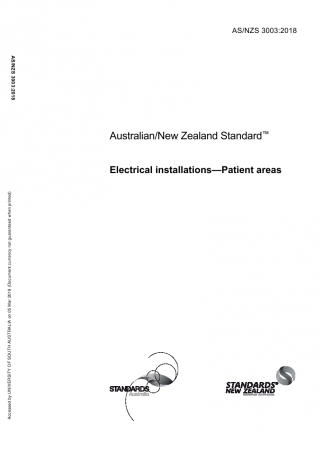 AS/NZS 3003:2018
AS/NZS 3003:2018
Australian/New Zealand Standard™
Electrical installations—Patient areas
Accessed by UNIVERSITY OF SOUTH AUSTRALIA on 05 Mar 2019 (Document currency not guaranteed when printed)
STANDARDS
Australia
STANDARDS
NEW ZEALAND